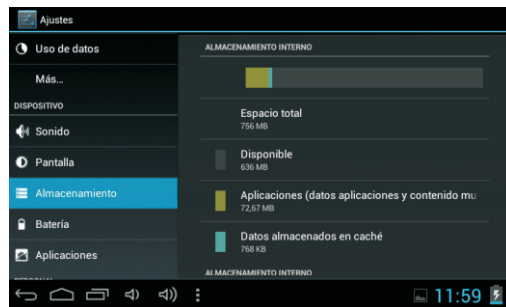 Ajustes
Uso de datos
Más...
DISPOSITIVO
Sonido
Pantalla
Almacenamiento
Batería
Aplicaciones
PERSONAL
ALMACENAMIENTO INTERNO
Espacio total
756 MB
Disponible
636 MB
Aplicaciones (datos aplicaciones y contenido mu
72,67 MB
Datos almacenados en caché
768 KB
ALMACENAMIENTO INTERNO
11:59